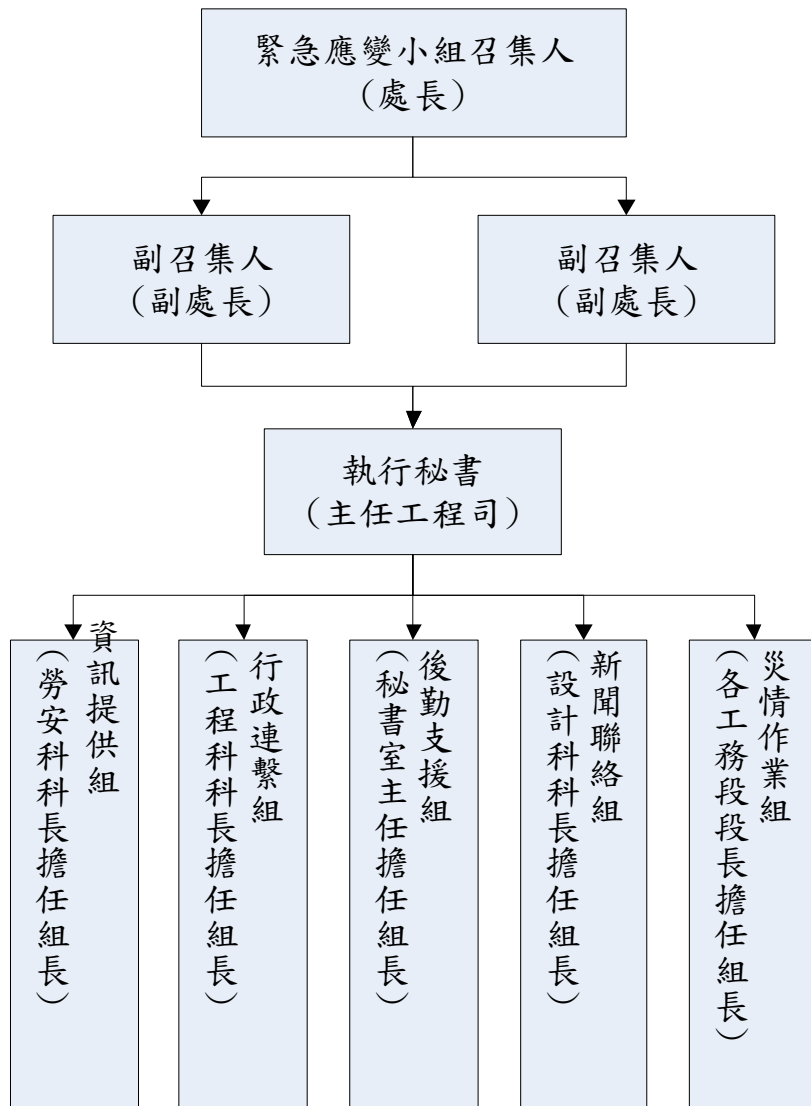 緊急應變小組召集人
（處長）
副召集人
（副處長）
副召集人
（副處長）
執行秘書
（主任工程司）
資訊提供組
（勞安科科長擔任組長）
行政連繫組
（工程科科長擔任組長）
後勤支援組
（秘書室主任擔任組長）
新聞聯絡組
（設計科科長擔任組長）
災情作業組
（各工務段段長擔任組長）